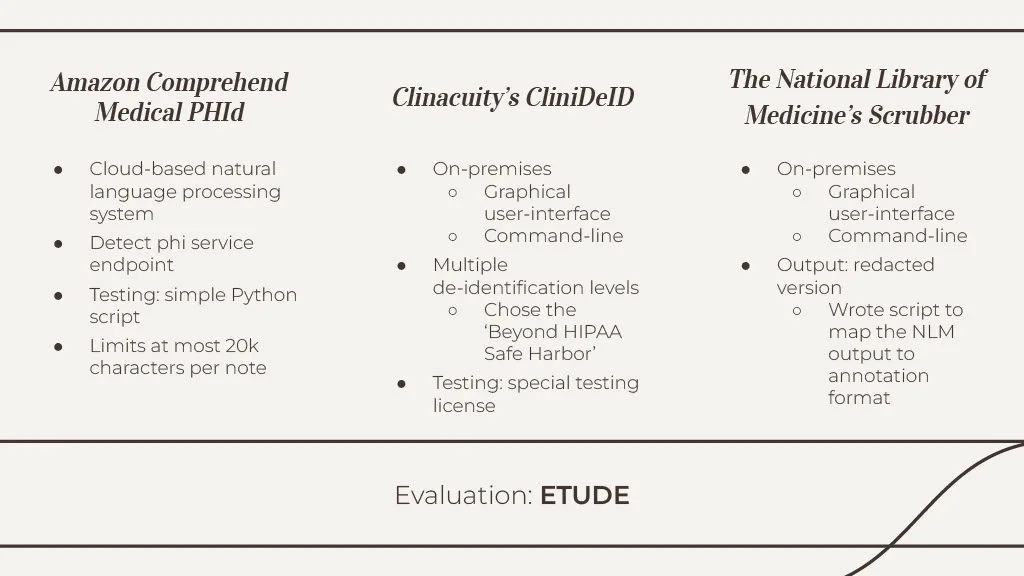 Amazon Comprehend
Medical PHId
● Cloud-based natural
language processing
system
● Detect phi service
endpoint
● Testing: simple Python
script
● Limits at most 20k
characters per note
Clinacuity's CliniDeID
● On-premises
○ Graphical
user-interface
○ Command-line
● Multiple
de-identification levels
○ Chose the
‘Beyond HIPAA
Safe Harbor’
● Testing: special testing
license
The National Library of
Medicine's Scrubber
● On-premises
○ Graphical
user-interface
○ Command-line
● Output: redacted
version
○ Wrote script to
map the NLM
output to
annotation
format
Evaluation: ETUDE